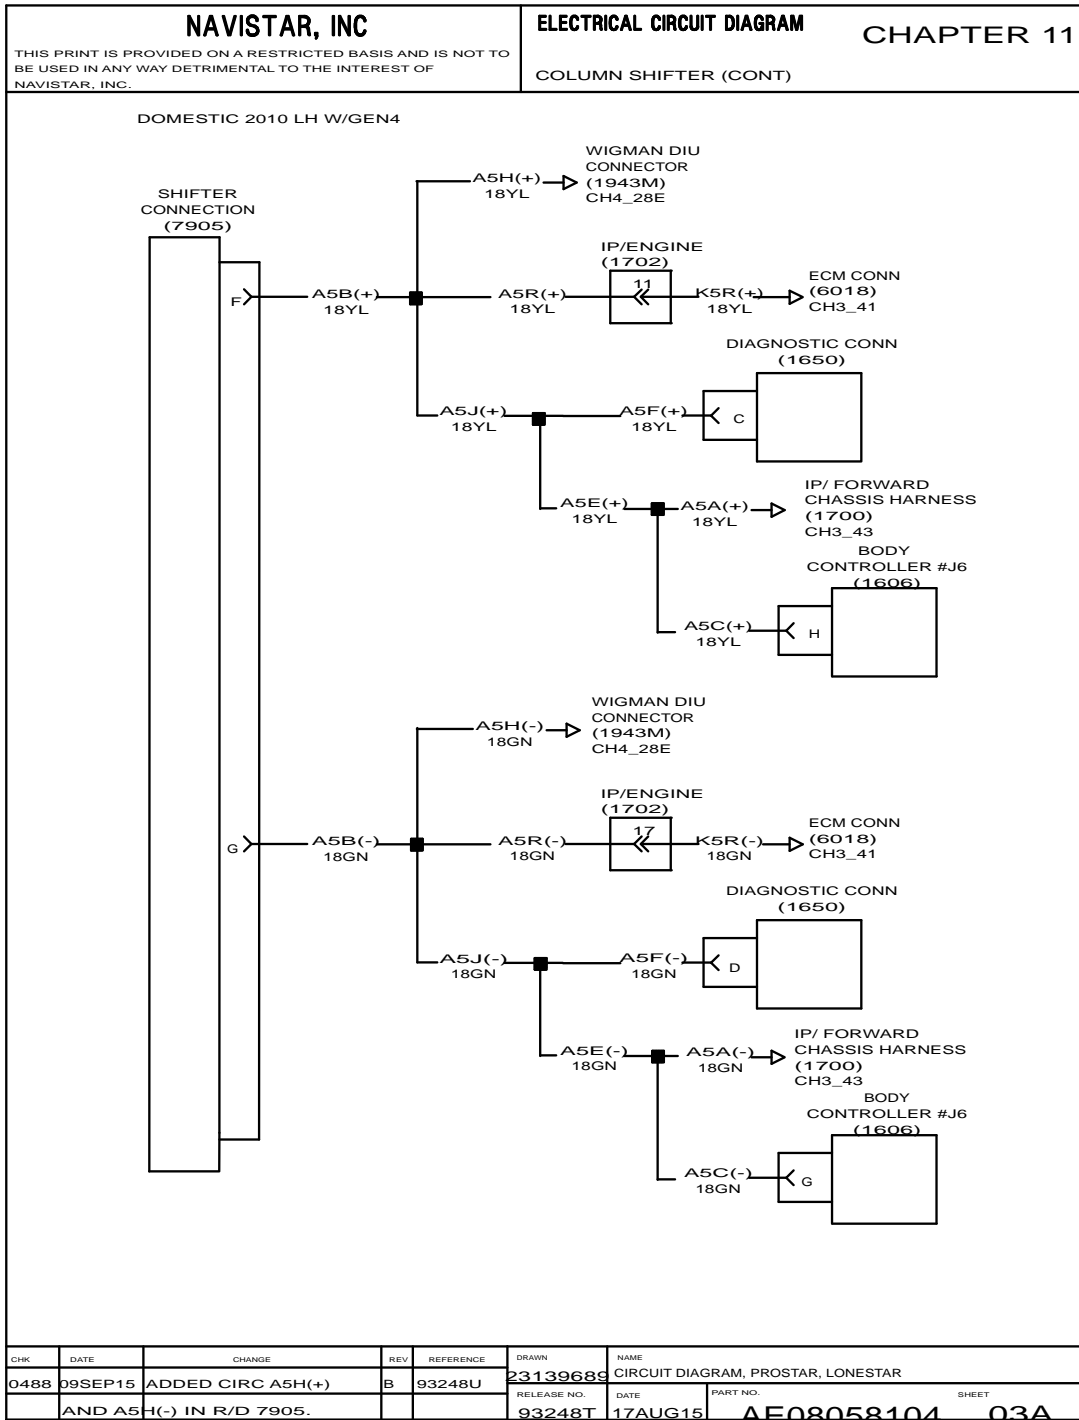 NAVISTAR, INC
THIS PRINT IS PROVIDED ON A RESTRICTED BASIS AND IS NOT TO
BE USED IN ANY WAY DETRIMENTAL TO THE INTEREST OF
NAVISTAR, INC.
ELECTRICAL CIRCUIT DIAGRAM
CHAPTER 11
COLUMN SHIFTER (CONT)
DOMESTIC 2010 LH W/GEN4
SHIFTER
CONNECTION
(7905)
A5H(+)
18YL
WIGMAN DIU
CONNECTOR
(1943M)
CH4_28E
F
A5B(+)
18YL
A5R(+)
18YL
IP/ENGINE
(1702)
11
K5R(+)
18YL
ECM CONN
(6018)
CH3_41
A5J(+)
18YL
A5F(+)
18YL
DIAGNOSTIC CONN
(1650)
C
A5E(+)
18YL
A5A(+)
18YL
IP/ FORWARD
CHASSIS HARNESS
(1700)
CH3_43
A5C(+)
18YL
BODY
CONTROLLER #J6
(1606)
H
A5H(-)
18GN
WIGMAN DIU
CONNECTOR
(1943M)
CH4_28E
G
A5B(-)
18GN
A5R(-)
18GN
IP/ENGINE
(1702)
17
K5R(-)
18GN
ECM CONN
(6018)
CH3_41
A5J(-)
18GN
A5F(-)
18GN
DIAGNOSTIC CONN
(1650)
D
A5E(-)
18GN
A5A(-)
18GN
IP/ FORWARD
CHASSIS HARNESS
(1700)
CH3_43
A5C(-)
18GN
BODY
CONTROLLER #J6
(1606)
G
CHK DATE CHANGE REV REFERENCE
0488 09SEP15 ADDED CIRC A5H(+) B 93248U
AND A5H(-) IN R/D 7905.
DRAWN
23139689
NAME
CIRCUIT DIAGRAM, PROSTAR, LONESTAR
RELEASE NO.
93248T
DATE
17AUG15
PART NO.
AF08058104
SHEET
03A